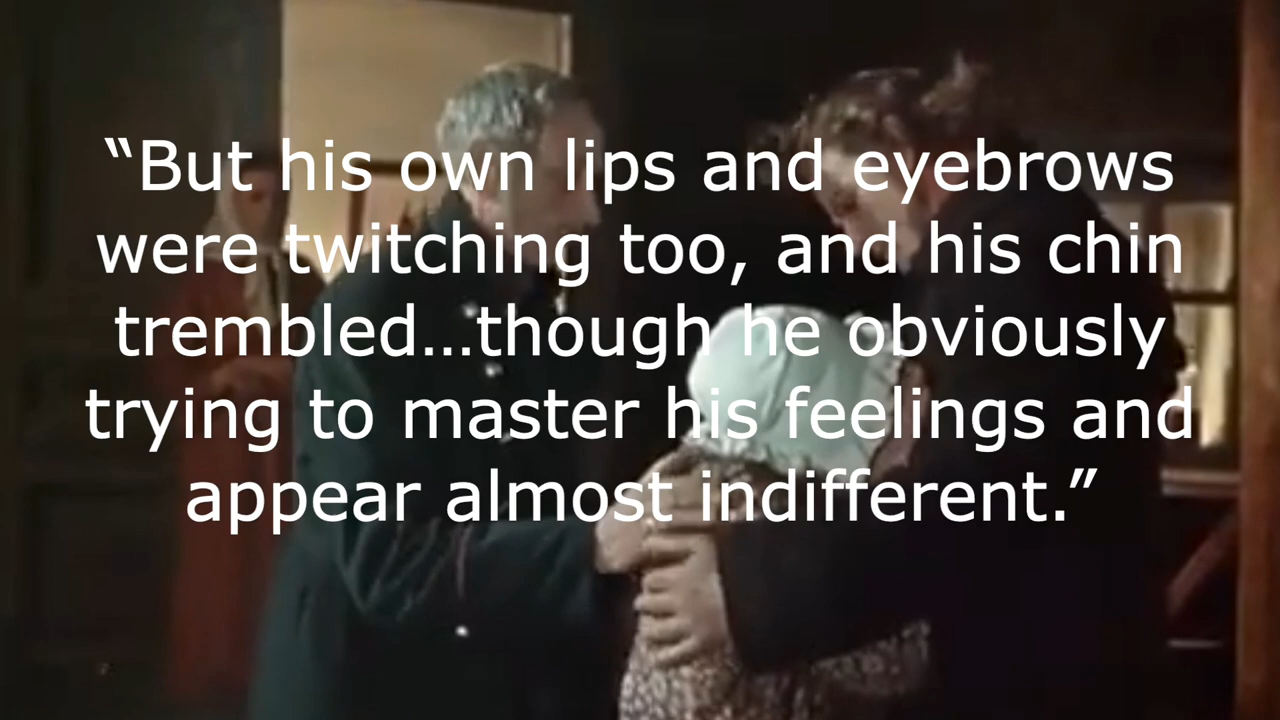 “But his own lips and eyebrows
were twitching too, and his chin
trembled...though he obviously
trying to master his feelings and
appear almost indifferent.”